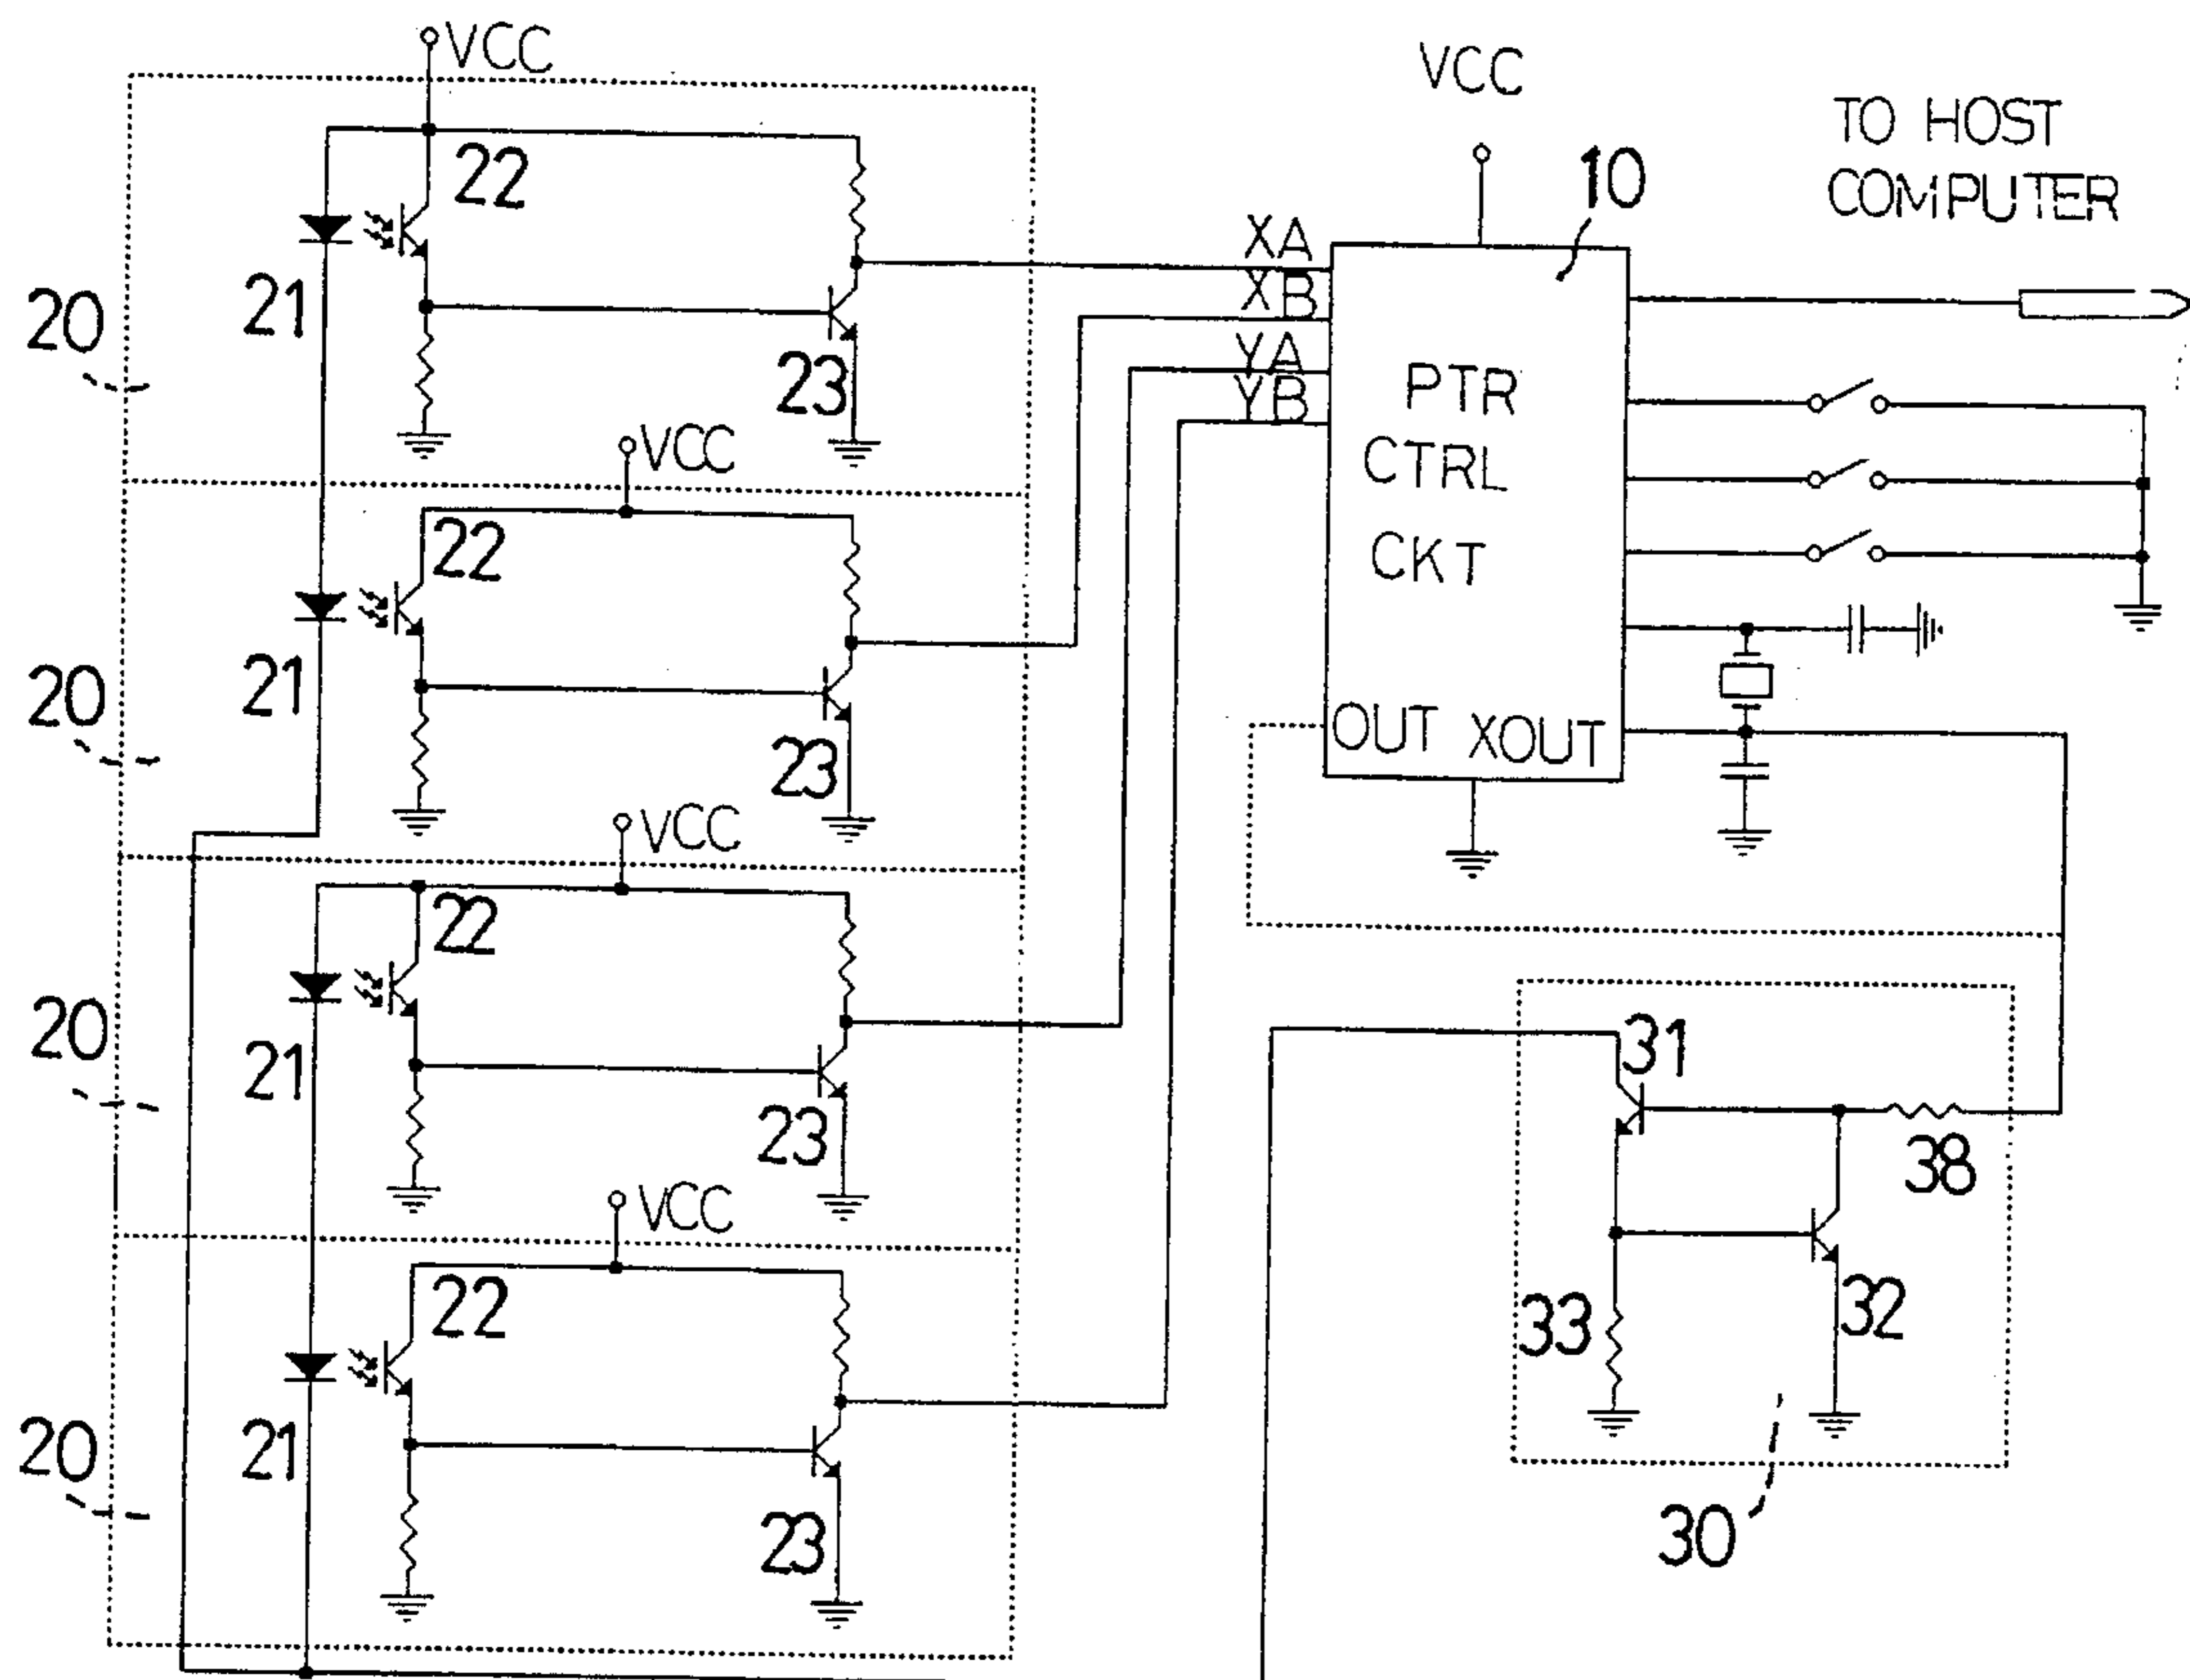 VCC
VCC
TO HOST
COMPUTER
22
10
XA
21
XB
20
YA
23
YB
PTR
VCC
CTRL
22
CKT
21
20
OUT XOUT
23
VCC
22
20
31
21
23
38
VCC
22
33
32
21
20
23
30